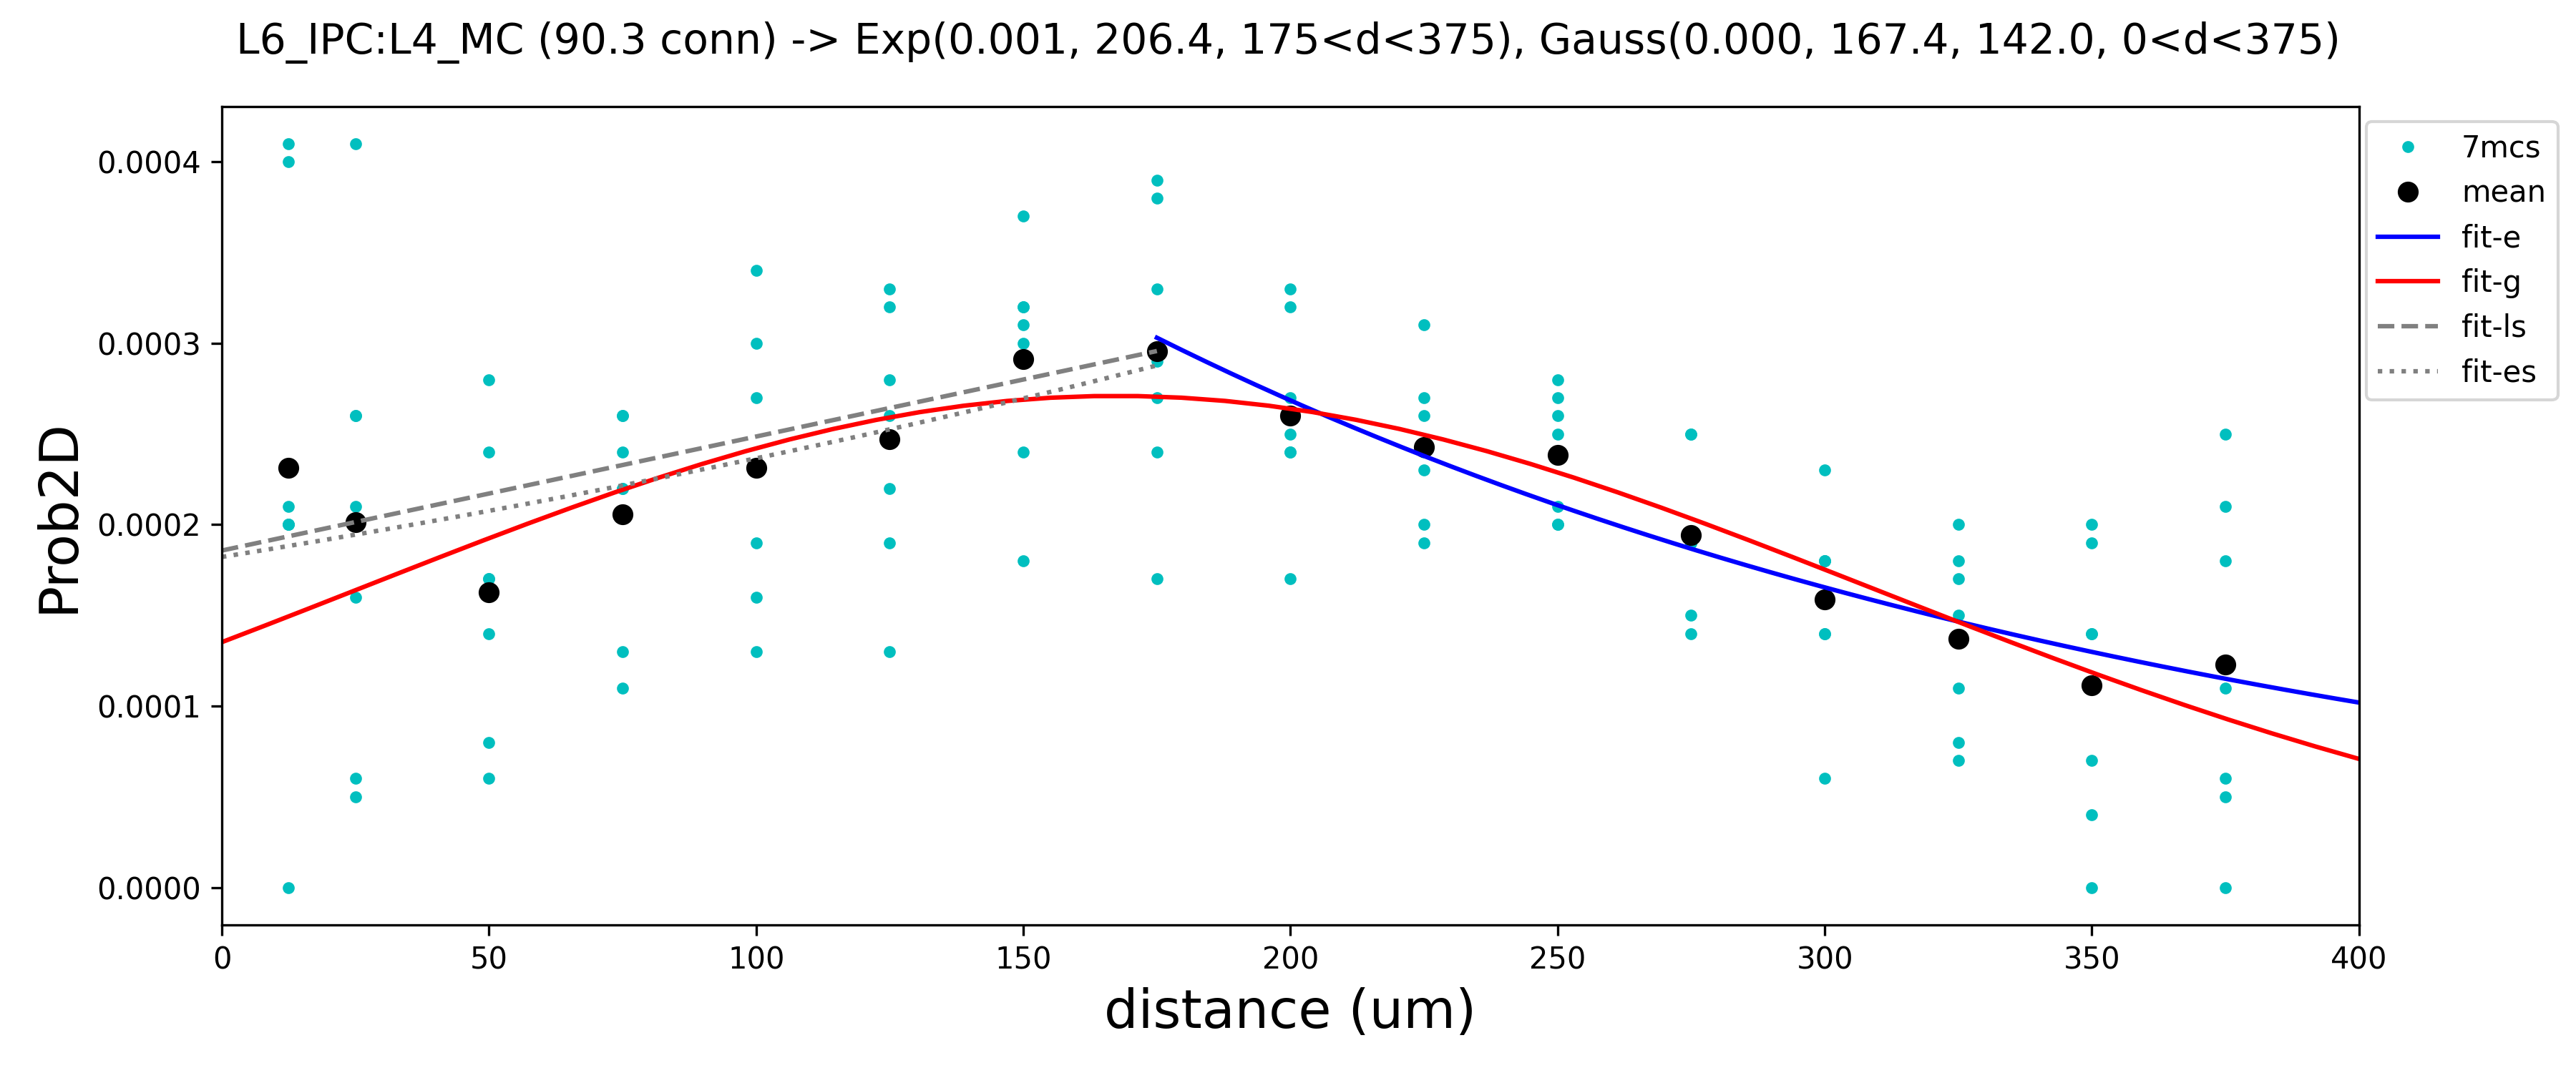 L6_IPC:L4_MC (90.3 conn) -> Exp(0.001, 206.4, 175<d<375), Gauss(0.000, 167.4, 142.0, 0<d<375)
Prob2D
0.0004
0.0003
0.0002
0.0001
0.0000
0 50 100 150 200 250 300 350 400
distance (um)
7mcs
mean
fit-e
fit-g
fit-ls
fit-es